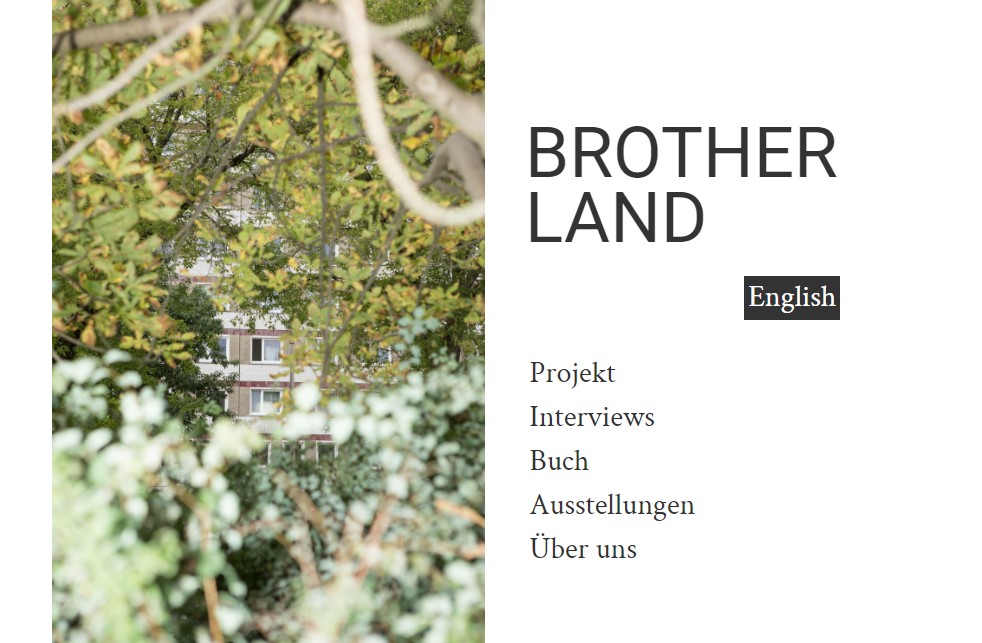 BROTHER
LAND
English
Projekt
Interviews
Buch
Ausstellungen
Über uns